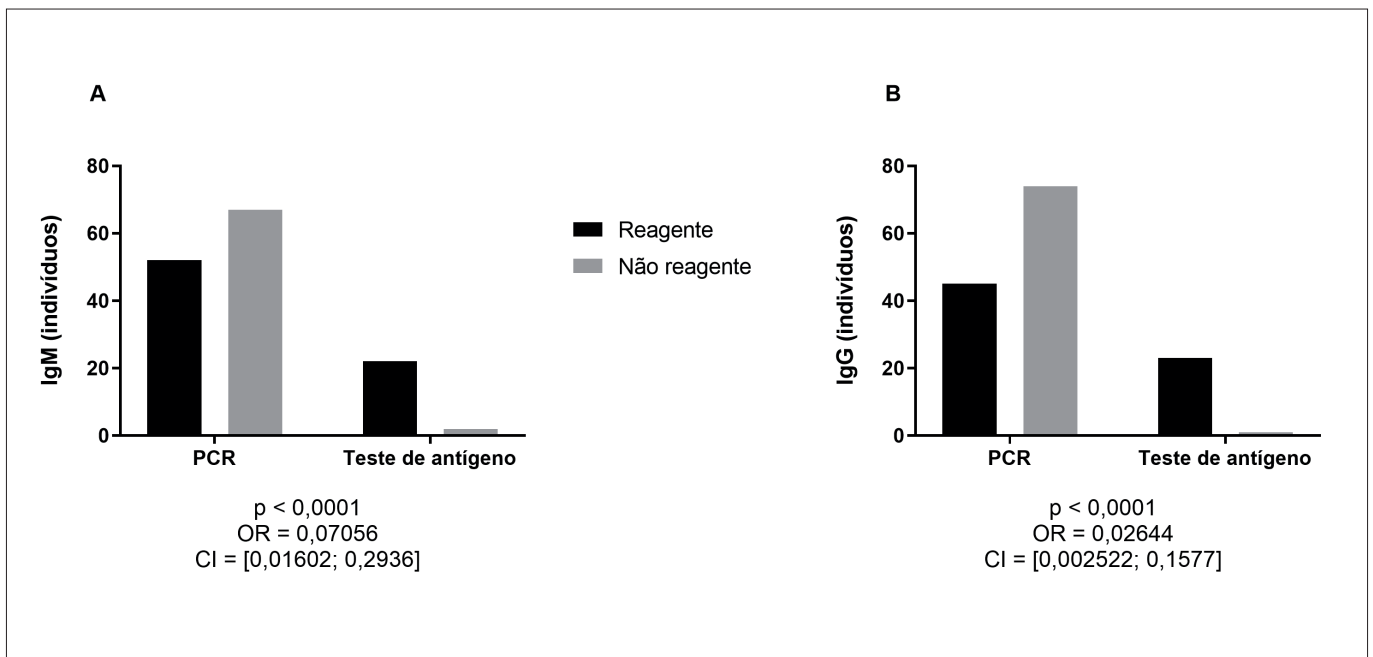 A
80
60
40
20
0
IgM (indivíduos)
PCR
Teste de antígeno
p < 0,0001
OR = 0,07056
CI = [0,01602; 0,2936]
Reagente
Não reagente
B
80
60
40
20
0
IgG (indivíduos)
PCR
Teste de antígeno
p < 0,0001
OR = 0,02644
CI = [0,002522; 0,1577]